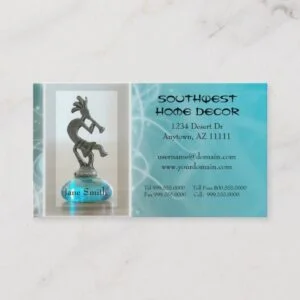 SOUTHWEST
HOME DECOR
1234 Desert Dr
Anytown, AZ 11111
username@domain.com
www.yourdomain.com
Jane Smith
Tel 999.555.0000 Toll 800.555.0000
Fax 999.555.0000 Cell 999.555.0000